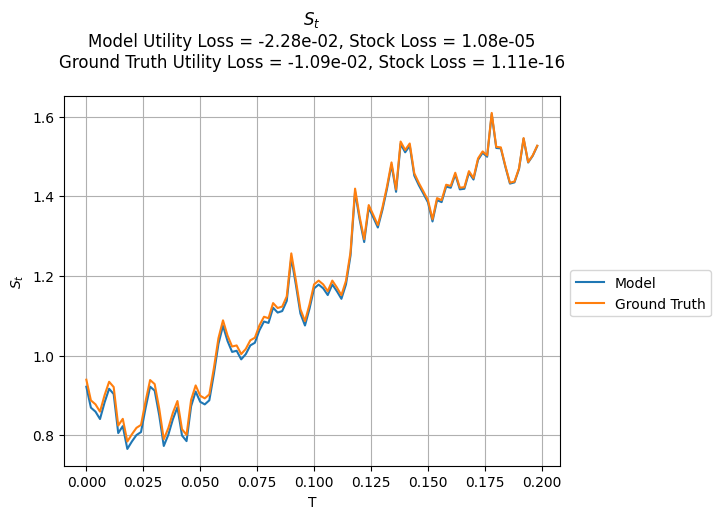 S_t
Model Utility Loss = -2.28e-02, Stock Loss = 1.08e-05
Ground Truth Utility Loss = -1.09e-02, Stock Loss = 1.11e-16
1.6
1.4
1.2
1.0
0.8
S_t
0.000
0.025
0.050
0.075
0.100
0.125
0.150
0.175
0.200
T
Model
Ground Truth